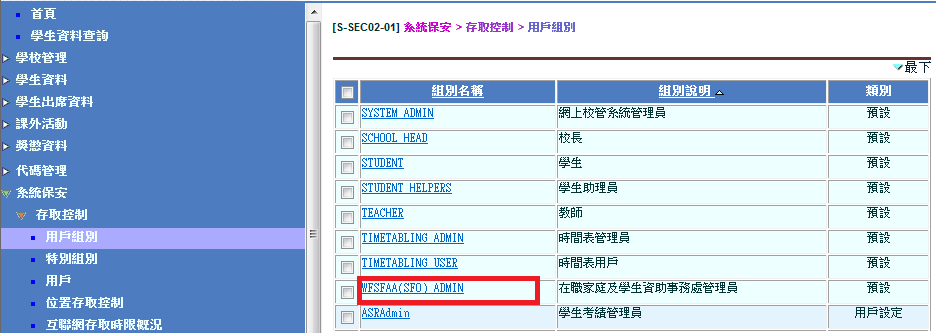 首頁
學生資料查詢
學校管理
學生資料
學生出席資料
課外活動
獎懲資料
代碼管理
系統保安
存取控制
用戶組別
特別組別
用戶
位置存取控制
互聯網存取時限概況
[S-SEC02-01] 系統保安 > 存取控制 > 用戶組別
最下
組別名稱 組別說明 類別
SYSTEM ADMIN 網上校管系統管理員 預設
SCHOOL HEAD 校長 預設
STUDENT 學生 預設
STUDENT HELPERS 學生助理員 預設
TEACHER 教師 預設
TIMETABLING ADMIN 時間表管理員 預設
TIMETABLING USER 時間表用戶 預設
WFSFAA(SFO) ADMIN 在職家庭及學生資助事務處管理員 預設
ASRAdmin 學生考績管理員 用戶設定